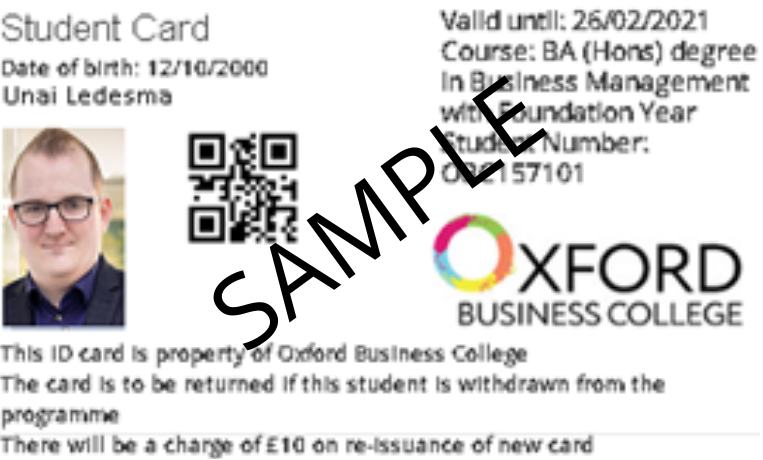 Student Card
Date of birth: 12/10/2000
Unai Ledesma
Valid until: 26/02/2021
Course: BA (Hons) degree
in Business Management
with Foundation Year
Student Number:
OBC157101
SAMPLE
OXFORD
BUSINESS COLLEGE
This ID card is property of Oxford Business College
The card is to be returned if this student is withdrawn from the
programme
There will be a charge of £10 on re-issuance of new card